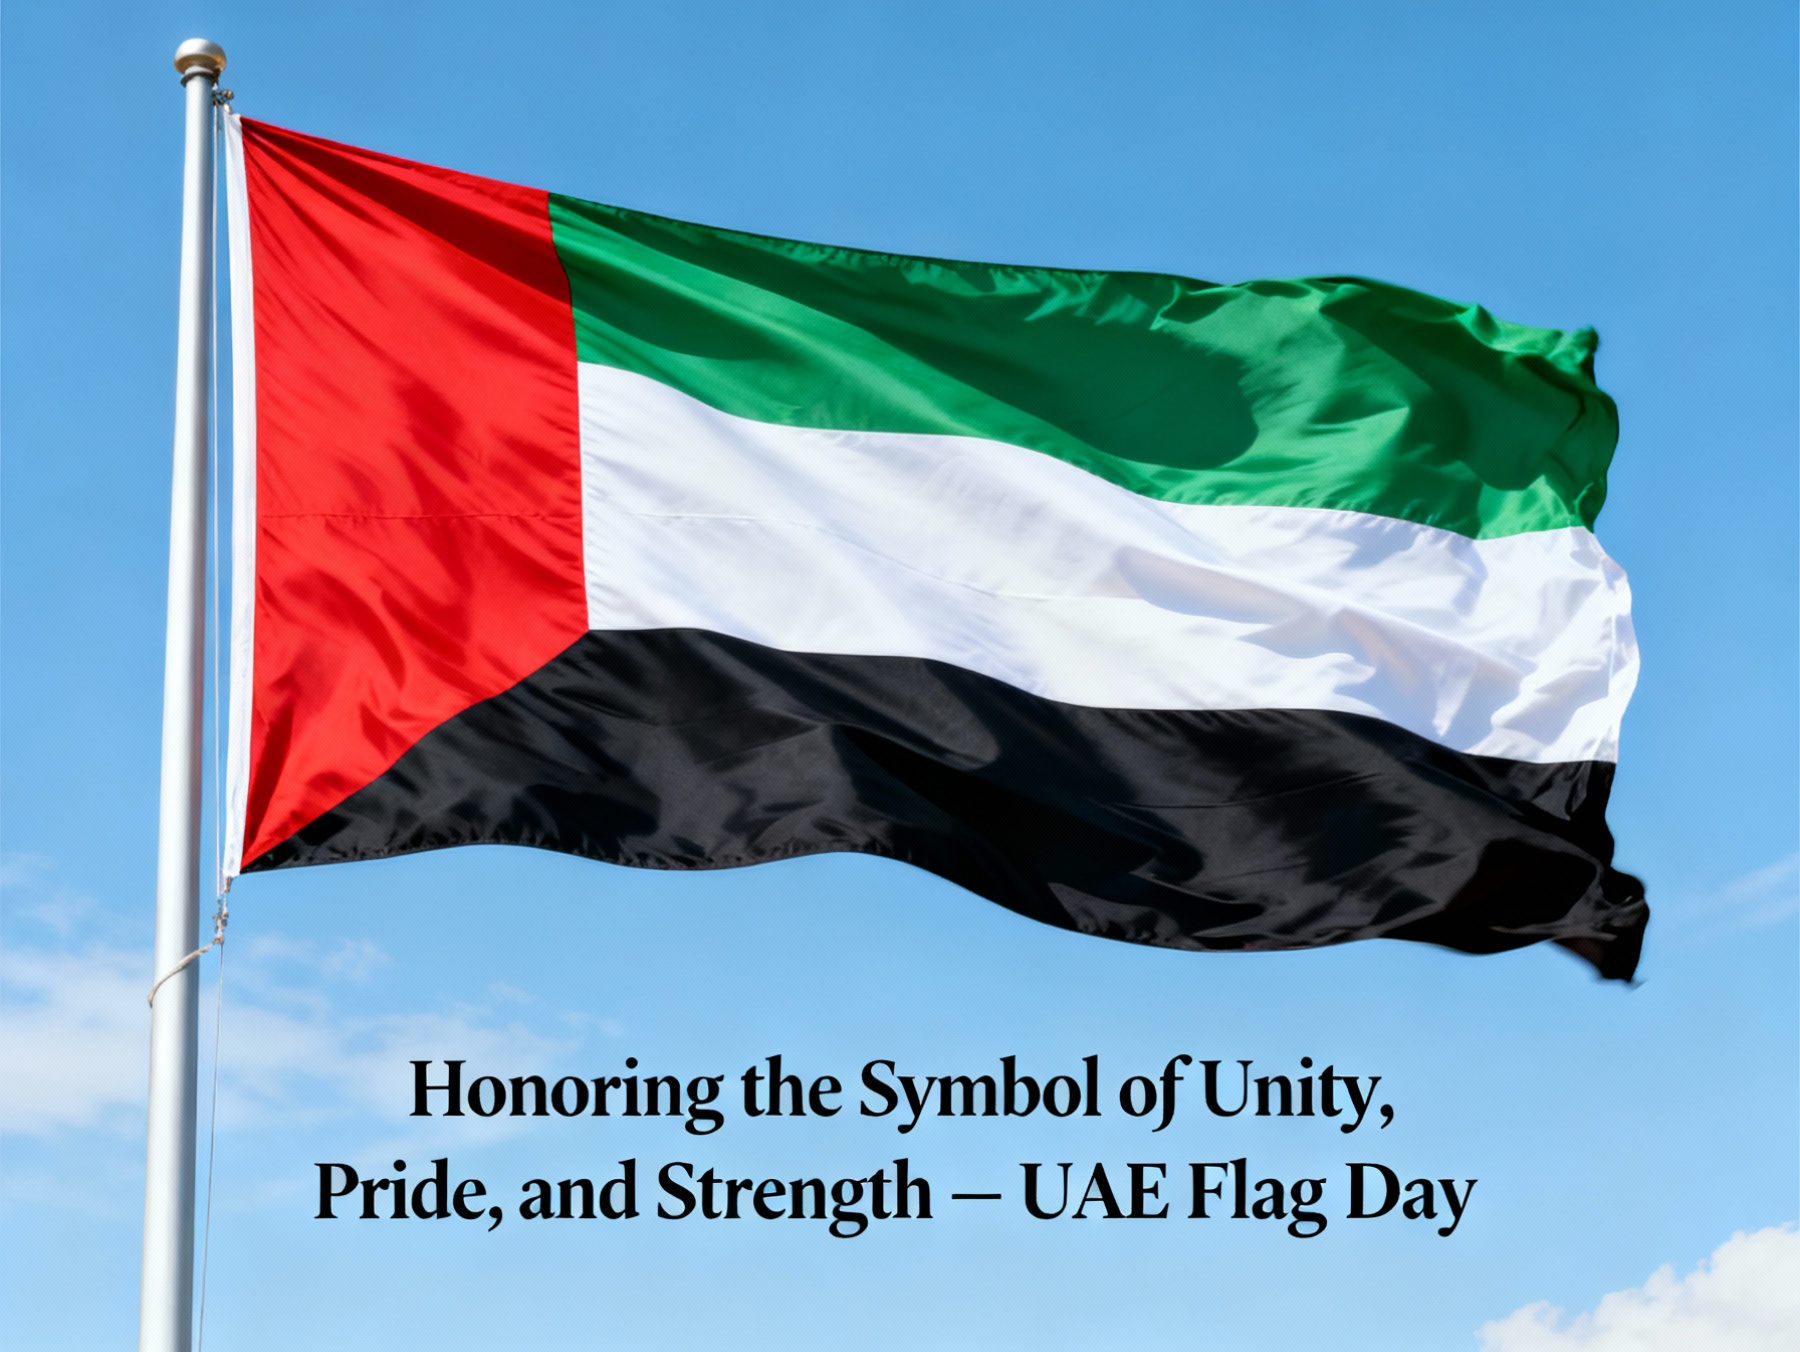 Honoring the Symbol of Unity,
Pride, and Strength – UAE Flag Day